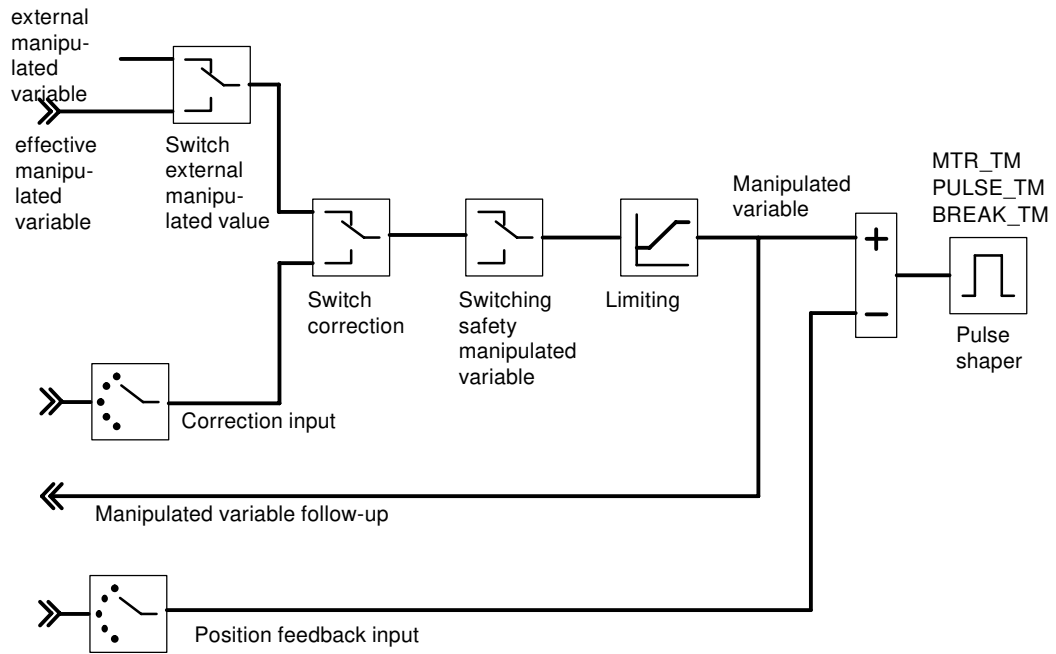 external
manipu-
lated
variable
effective
manipu-
lated
variable
Switch
external
manipu-
lated value
Switch
correction
Switching
safety
manipulated
variable
Limiting
Manipulated
variable
+
−
MTR_TM
PULSE_TM
BREAK_TM
Pulse
shaper
Correction input
Manipulated variable follow-up
Position feedback input